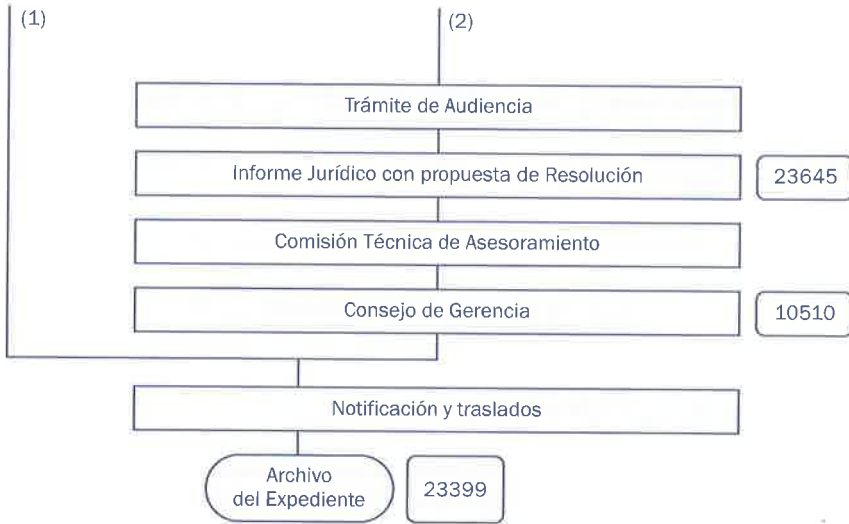 (1)
(2)
Trámite de Audiencia
Informe Jurídico con propuesta de Resolución
23645
Comisión Técnica de Asesoramiento
Consejo de Gerencia
10510
Notificación y traslados
Archivo
del Expediente
23399